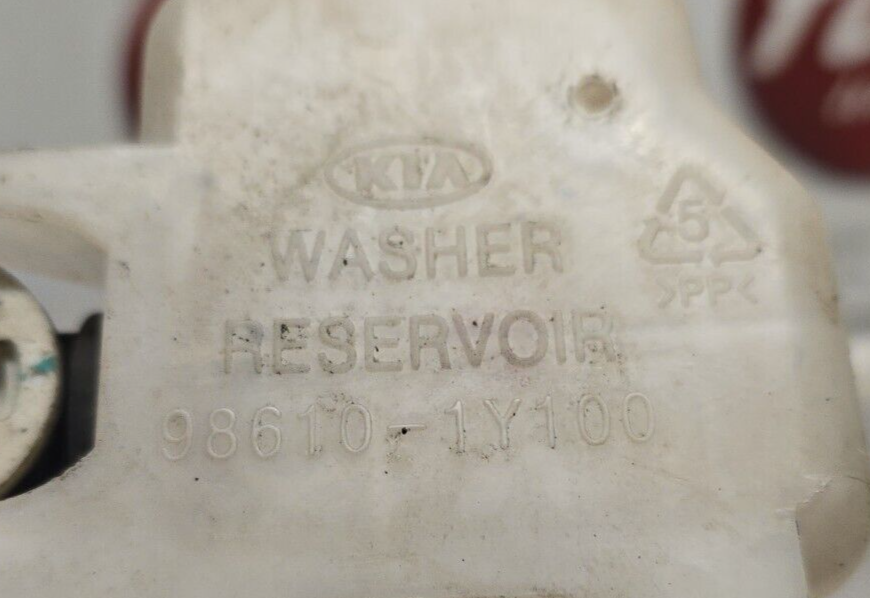 KIA
WASHER
RESERVOIR
98610-1Y100
5
>PP<